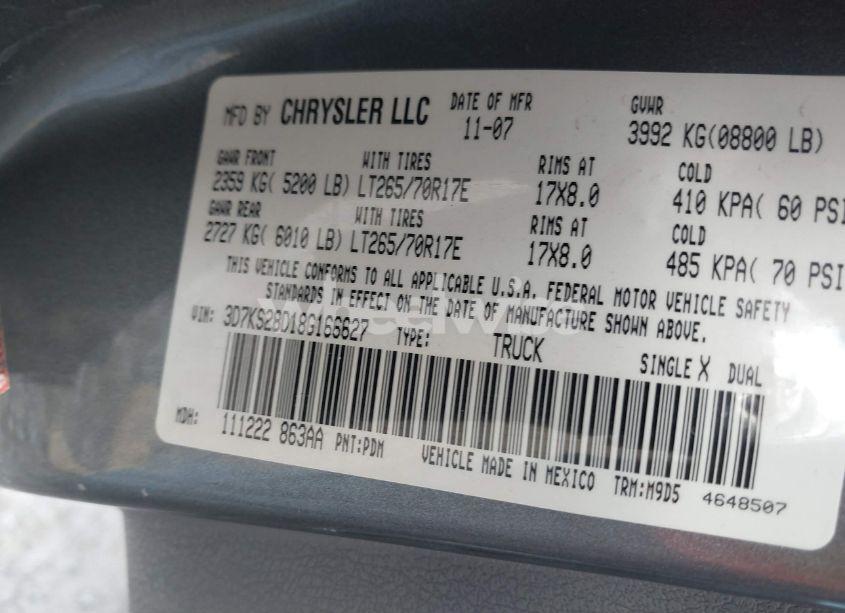 MFD BY CHRYSLER LLC DATE OF MFR 11-07 GVWR 3992 KG(08800 LB)
GAWR FRONT WITH TIRES RIMS AT COLD
2359 KG( 5200 LB) LT265/70R17E 17X8.0 410 KPA( 60 PSI
GAWR REAR WITH TIRES RIMS AT COLD
2727 KG( 6010 LB) LT265/70R17E 17X8.0 485 KPA( 70 PSI
THIS VEHICLE CONFORMS TO ALL APPLICABLE U.S.A. FEDERAL MOTOR VEHICLE SAFETY
STANDARDS IN EFFECT ON THE DATE OF MANUFACTURE SHOWN ABOVE.
VIN: 3D7KS28D18G166627 TYPE: TRUCK SINGLE X DUAL
MDH: 111222 863AA PNT:PDM VEHICLE MADE IN MEXICO TRM:M9D5 4648507